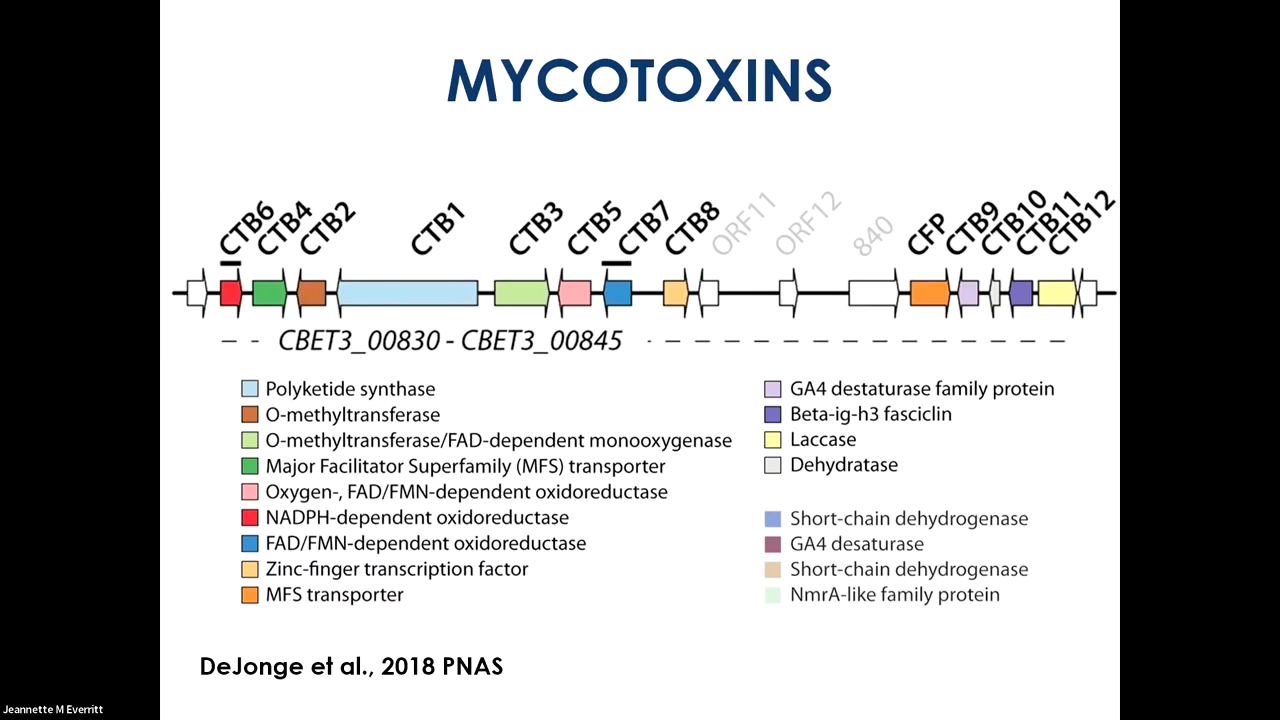 MYCOTOXINS
CTB6
CTB4
CTB2
CTB1
CTB3
CTB5
CTB7
CTB8
ORF11
ORF12
840
CFP
CTB9
CTB10
CTB11
CTB12
CBET3_00830 - CBET3_00845
Polyketide synthase
O-methyltransferase
O-methyltransferase/FAD-dependent monooxygenase
Major Facilitator Superfamily (MFS) transporter
Oxygen-, FAD/FMN-dependent oxidoreductase
NADPH-dependent oxidoreductase
FAD/FMN-dependent oxidoreductase
Zinc-finger transcription factor
MFS transporter
GA4 destaturase family protein
Beta-ig-h3 fasciclin
Laccase
Dehydratase
Short-chain dehydrogenase
GA4 desaturase
Short-chain dehydrogenase
NmrA-like family protein
DeJonge et al., 2018 PNAS
Jeannette M Everritt